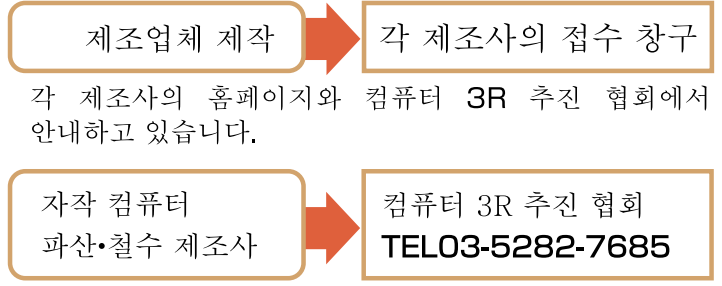 제조업체 제작
각 제조사의 접수 창구
각 제조사의 홈페이지와 컴퓨터 3R 추진 협회에서
안내하고 있습니다.
자작 컴퓨터
파산•철수 제조사
컴퓨터 3R 추진 협회
TEL03-5282-7685